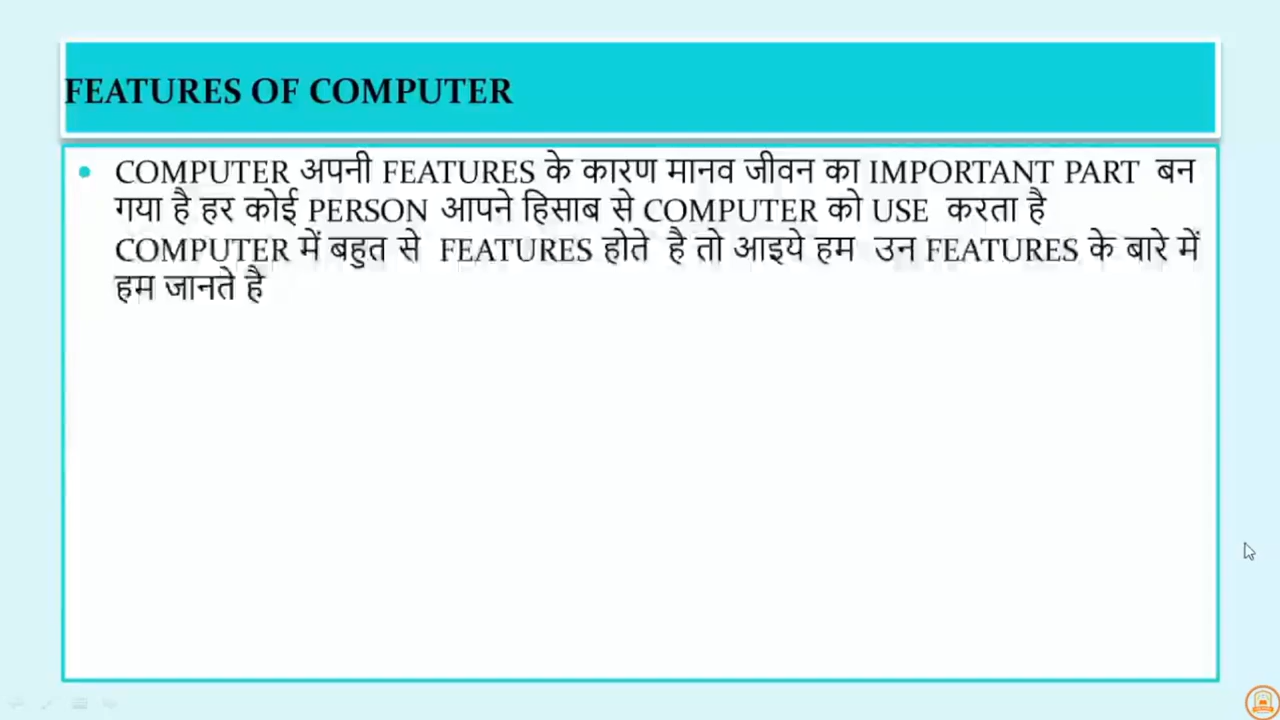 FEATURES OF COMPUTER
COMPUTER अपनी FEATURES के कारण मानव जीवन का IMPORTANT PART बन
गया है हर कोई PERSON आपने हिसाब से COMPUTER को USE करता है
COMPUTER में बहुत से FEATURES होते है तो आइये हम उन FEATURES के बारे में
हम जानते है